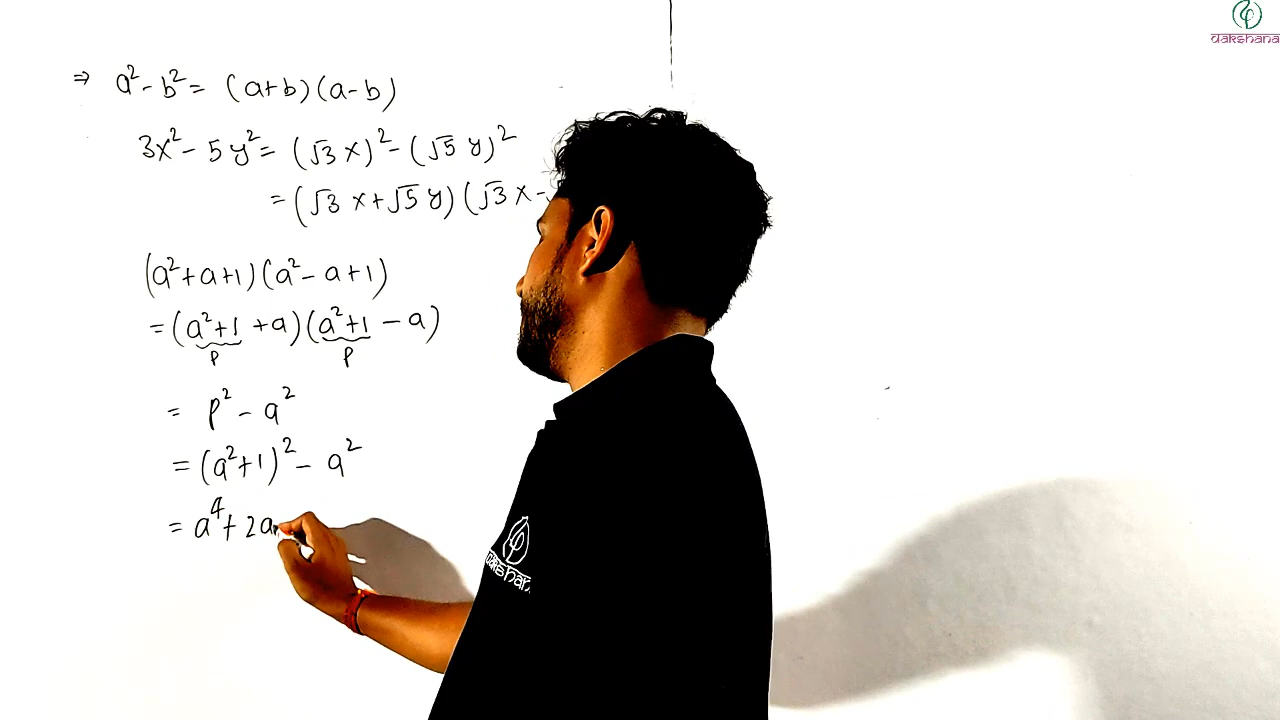 ⇒ a² - b² = (a+b)(a-b)
3x² - 5y² = (√3 x)² - (√5 y)²
= (√3 x + √5 y)(√3 x -
(a² + a + 1)(a² - a + 1)
= (a²+1 + a)(a²+1 - a)
p p
= p² - a²
= (a²+1)² - a²
= a⁴ + 2a
dakshana